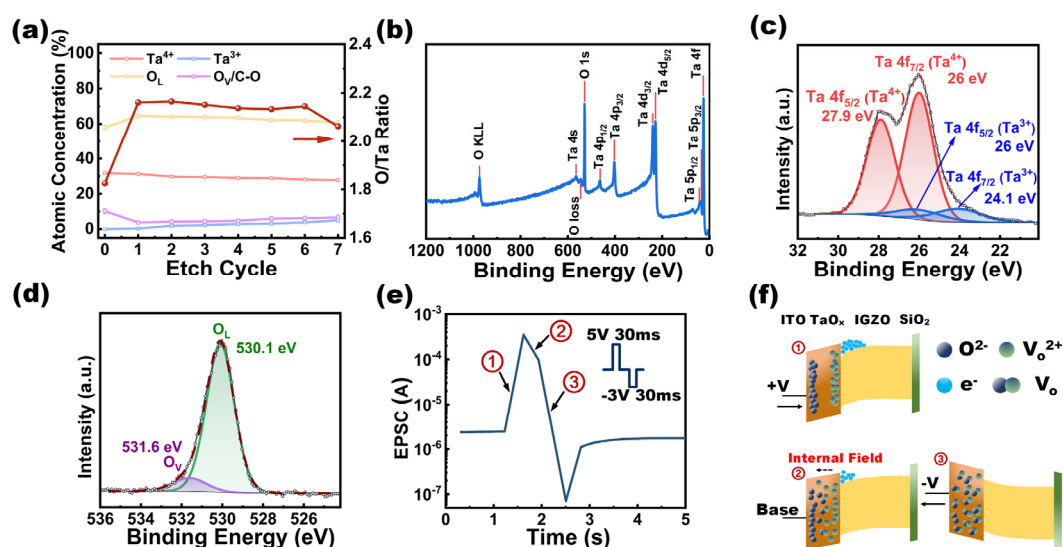 (a)
Atomic Concentration (%)
100
80
60
40
20
0
Ta⁴⁺
Ta³⁺
O_L
O_V/C-O
2.4
2.2
2.0
1.8
1.6
O/Ta Ratio
0 1 2 3 4 5 6 7
Etch Cycle
(b)
O KLL
Ta 4s
O loss
O 1s
Ta 4p₁/₂
Ta 4p₃/₂
Ta 4d₃/₂
Ta 4d₅/₂
Ta 5p₁/₂
Ta 5p₃/₂
Ta 4f
1200 1000 800 600 400 200 0
Binding Energy (eV)
(c)
Intensity (a.u.)
Ta 4f₇/₂ (Ta⁴⁺)
26 eV
Ta 4f₅/₂ (Ta⁴⁺)
27.9 eV
Ta 4f₅/₂ (Ta³⁺)
26 eV
Ta 4f₇/₂ (Ta³⁺)
24.1 eV
32 30 28 26 24 22
Binding Energy (eV)
(d)
Intensity (a.u.)
O_L
530.1 eV
531.6 eV
O_V
536 534 532 530 528 526
Binding Energy (eV)
(e)
EPSC (A)
10⁻³
10⁻⁴
10⁻⁵
10⁻⁶
10⁻⁷
①
②
③
5V 30ms
-3V 30ms
0 1 2 3 4 5
Time (s)
(f)
ITO TaOₓ IGZO SiO₂
①
+V
O²⁻
V_o²⁺
e⁻
V_o
Internal Field
②
Base
③
-V